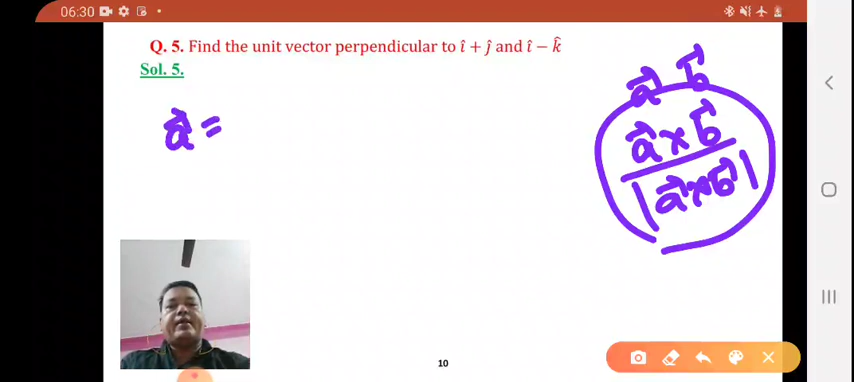 06:30
Q. 5. Find the unit vector perpendicular to î + ĵ and î − k̂
Sol. 5.
a⃗ =
a⃗ b⃗
a⃗ × b⃗
|a⃗ × b⃗|
10